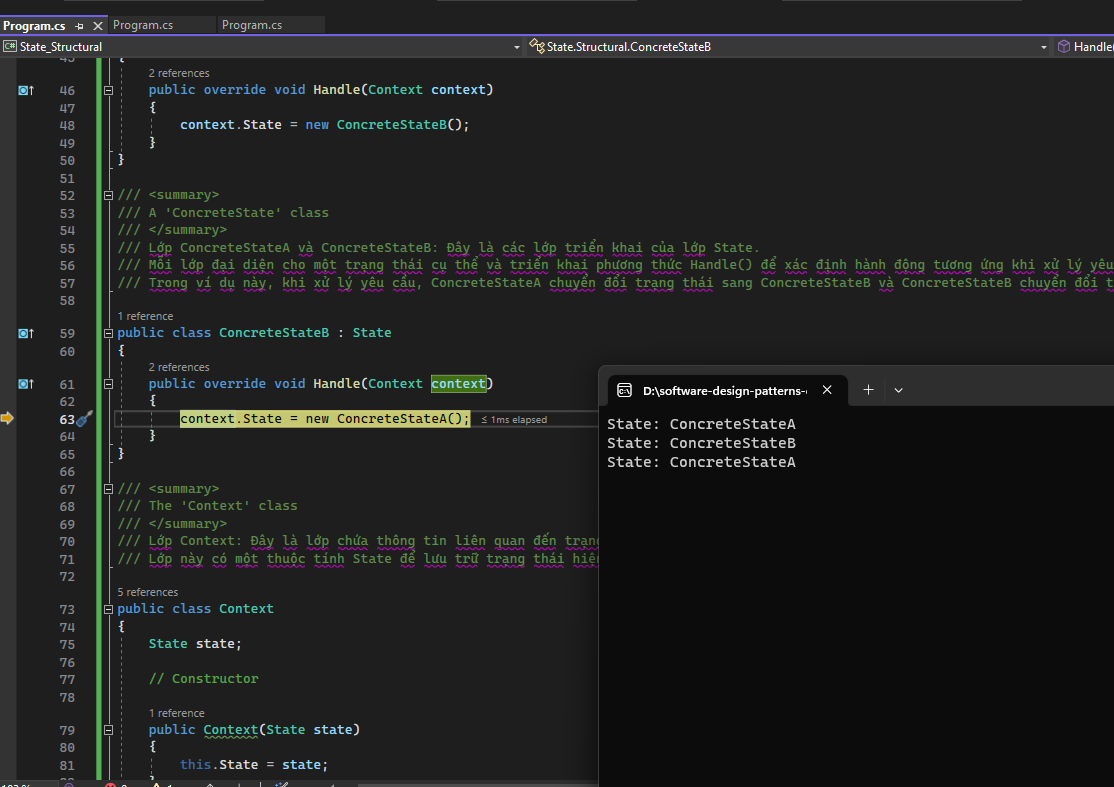 Program.cs
Program.cs
Program.cs
State_Structural
State.Structural.ConcreteStateB
Handle(
45 {
2 references
46 public override void Handle(Context context)
47 {
48 context.State = new ConcreteStateB();
49 }
50 }
51
52 /// <summary>
53 /// A 'ConcreteState' class
54 /// </summary>
55 /// Lớp ConcreteStateA và ConcreteStateB: Đây là các lớp triển khai của lớp State.
56 /// Mỗi lớp đại diện cho một trạng thái cụ thể và triển khai phương thức Handle() để xác định hành động tương ứng khi xử lý yêu
57 /// Trong ví dụ này, khi xử lý yêu cầu, ConcreteStateA chuyển đổi trạng thái sang ConcreteStateB và ConcreteStateB chuyển đổi t
58
1 reference
59 public class ConcreteStateB : State
60 {
2 references
61 public override void Handle(Context context)
62 {
63 context.State = new ConcreteStateA(); ≤ 1ms elapsed
64 }
65 }
66
67 /// <summary>
68 /// The 'Context' class
69 /// </summary>
70 /// Lớp Context: Đây là lớp chứa thông tin liên quan đến trạng
71 /// Lớp này có một thuộc tính State để lưu trữ trạng thái hiện
72
5 references
73 public class Context
74 {
75 State state;
76
77 // Constructor
78
1 reference
79 public Context(State state)
80 {
81 this.State = state;
D:\software-design-patterns-
State: ConcreteStateA
State: ConcreteStateB
State: ConcreteStateA